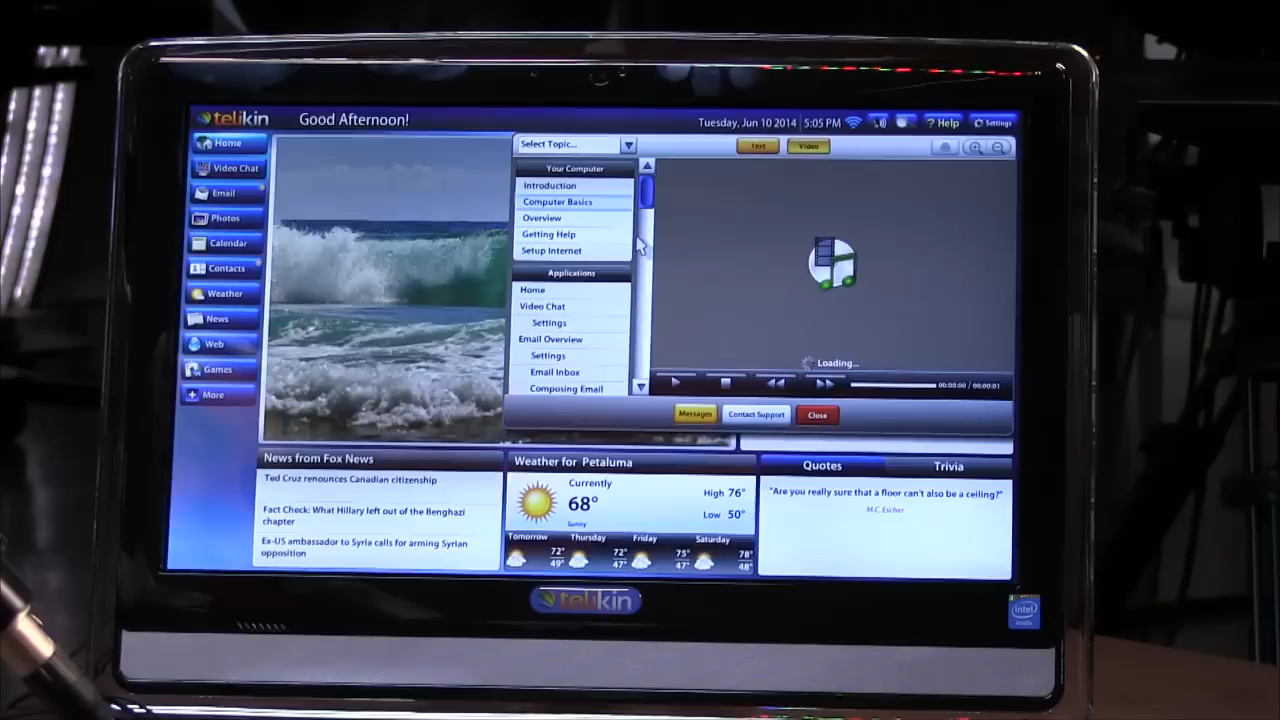 telikin
Good Afternoon!
Tuesday, Jun 10 2014 5:05 PM
? Help
Settings
Home
Video Chat
Email
Photos
Calendar
Contacts
Weather
News
Web
Games
More
Select Topic...
Text
Video
Your Computer
Introduction
Computer Basics
Overview
Getting Help
Setup Internet
Applications
Home
Video Chat
Settings
Email Overview
Settings
Email Inbox
Composing Email
Loading...
00:00:00 / 00:00:01
Messages
Contact Support
Close
News from Fox News
Ted Cruz renounces Canadian citizenship
Fact Check: What Hillary left out of the Benghazi
chapter
Ex-US ambassador to Syria calls for arming Syrian
opposition
Weather for Petaluma
Currently
68°
Sunny
High 76°
Low 50°
Tomorrow
72°
49°
Thursday
72°
47°
Friday
75°
47°
Saturday
78°
48°
Quotes
Trivia
"Are you really sure that a floor can't also be a ceiling?"
M.C. Escher
telikin
intel
inside